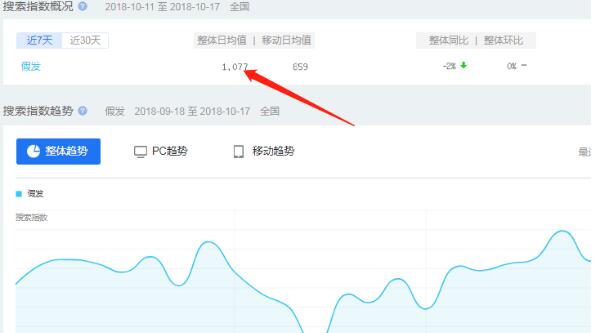 搜索指数概况 ? 2018-10-11 至 2018-10-17 全国
近7天 近30天 整体日均值 | 移动日均值 整体同比 | 整体环比
假发 1,077 859 -2% 0% -
搜索指数趋势 ? 假发 2018-09-18 至 2018-10-17 全国
整体趋势 PC趋势 移动趋势 最近
假发
搜索指数